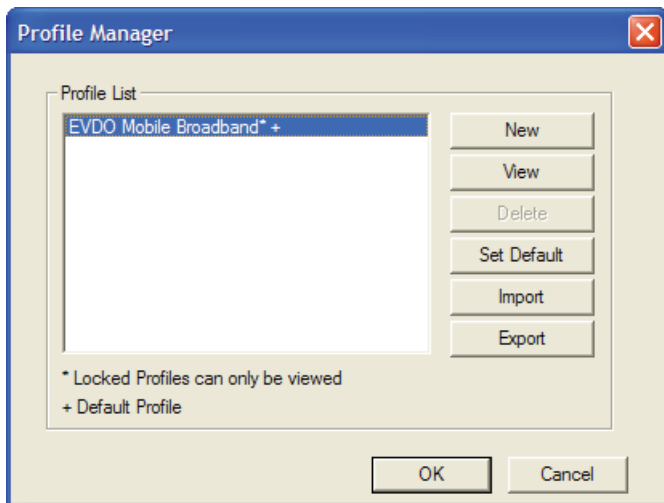 Profile Manager
Profile List
EVDO Mobile Broadband* +
New
View
Delete
Set Default
Import
Export
* Locked Profiles can only be viewed
+ Default Profile
OK
Cancel